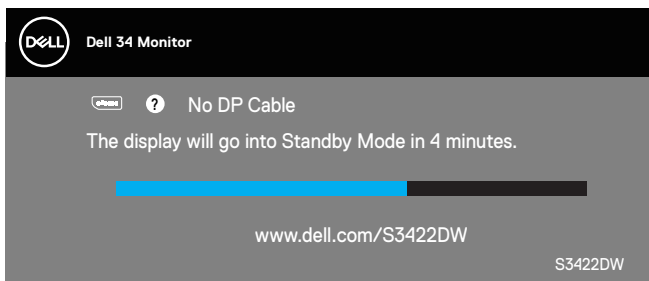 DELL
Dell 34 Monitor
? No DP Cable
The display will go into Standby Mode in 4 minutes.
www.dell.com/S3422DW
S3422DW